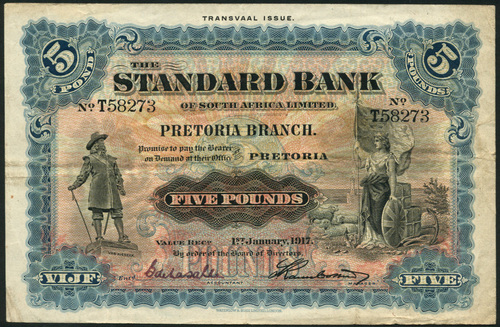 TRANSVAAL ISSUE.
5 POND
5 POUNDS
THE
STANDARD BANK
OF SOUTH AFRICA LIMITED.
No T58273
No T58273
PRETORIA BRANCH.
Promise to pay the Bearer
on Demand at their Office
PRETORIA
FIVE POUNDS
VALUE RECD 1ST January, 1917.
By order of the Board of Directors.
ACCOUNTANT
MANAGER
VIJF
FIVE